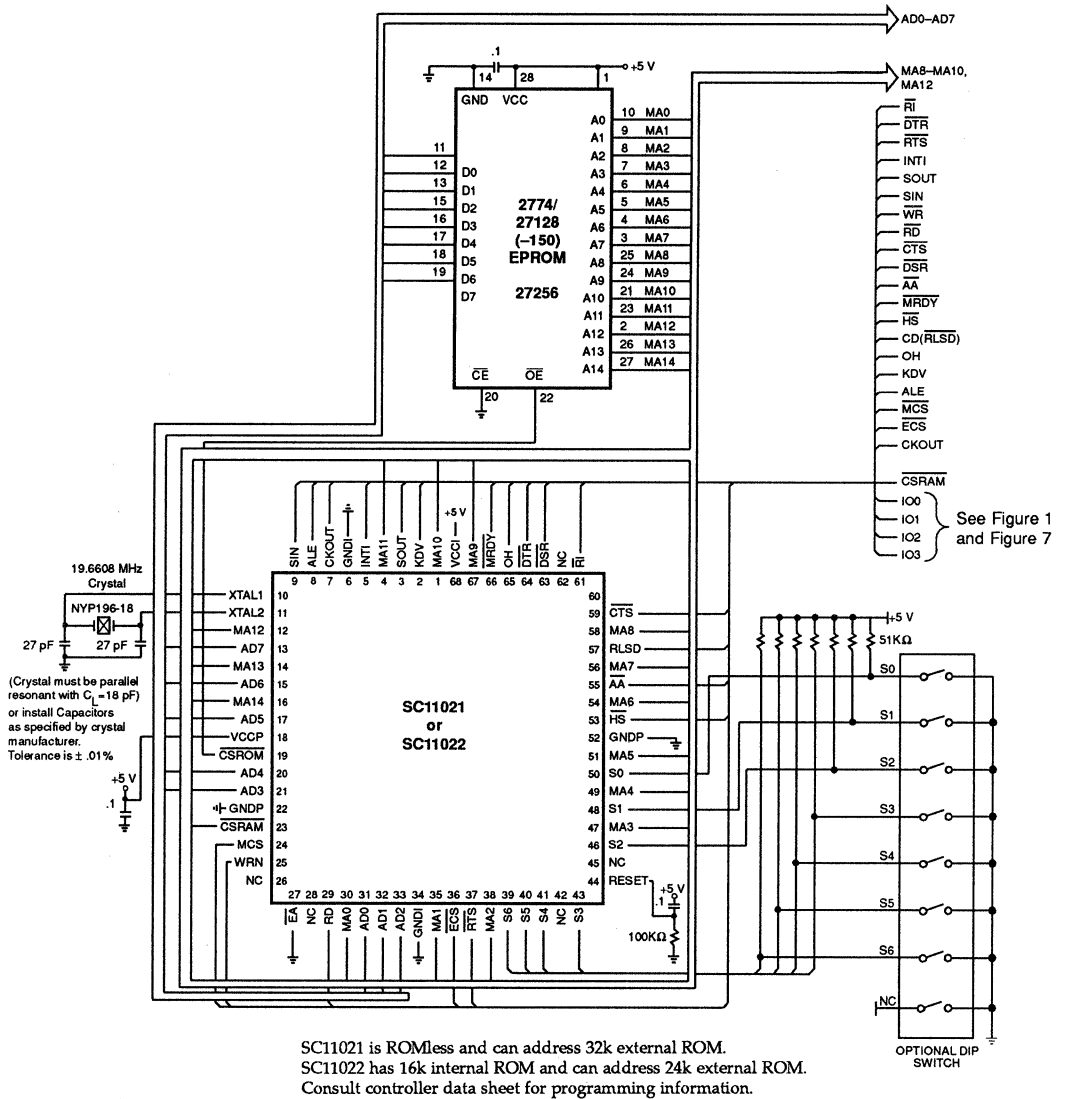 AD0–AD7
MA8–MA10,
MA12
.1
+5 V
14
28
1
GND
VCC
2774/
27128
(–150)
EPROM
27256
11
12
13
15
16
17
18
19
D0
D1
D2
D3
D4
D5
D6
D7
A0 10 MA0
A1 9 MA1
A2 8 MA2
A3 7 MA3
A4 6 MA4
A5 5 MA5
A6 4 MA6
A7 3 MA7
A8 25 MA8
A9 24 MA9
A10 21 MA10
A11 23 MA11
A12 2 MA12
A13 26 MA13
A14 27 MA14
CE
OE
20
22
RI
DTR
RTS
INTI
SOUT
SIN
WR
RD
CTS
DSR
AA
MRDY
HS
CD(RLSD)
OH
KDV
ALE
MCS
ECS
CKOUT
CSRAM
IO0
IO1
IO2
IO3
See Figure 1
and Figure 7
SIN
ALE
CKOUT
GNDI
INTI
MA11
SOUT
KDV
MA10
+5 V
VCCI
MA9
MRDY
OH
DTR
DSR
NC
RI
9 8 7 6 5 4 3 2 1 68 67 66 65 64 63 62 61
19.6608 MHz
Crystal
NYP196-18
27 pF
27 pF
(Crystal must be parallel
resonant with CL=18 pF)
or install Capacitors
as specified by crystal
manufacturer.
Tolerance is ± .01%
+5 V
.1
XTAL1 10
XTAL2 11
MA12 12
AD7 13
MA13 14
AD6 15
MA14 16
AD5 17
VCCP 18
CSROM 19
AD4 20
AD3 21
GNDP 22
CSRAM 23
MCS 24
WRN 25
NC 26
SC11021
or
SC11022
60
59 CTS
58 MA8
57 RLSD
56 MA7
55 AA
54 MA6
53 HS
52 GNDP
51 MA5
50 S0
49 MA4
48 S1
47 MA3
46 S2
45 NC
44 RESET
+5 V
.1
100KΩ
27 28 29 30 31 32 33 34 35 36 37 38 39 40 41 42 43
EA
NC
RD
MA0
AD0
AD1
AD2
GNDI
MA1
ECS
RTS
MA2
S6
S5
S4
NC
S3
+5 V
51KΩ
S0
S1
S2
S3
S4
S5
S6
NC
OPTIONAL DIP
SWITCH
SC11021 is ROMless and can address 32k external ROM.
SC11022 has 16k internal ROM and can address 24k external ROM.
Consult controller data sheet for programming information.